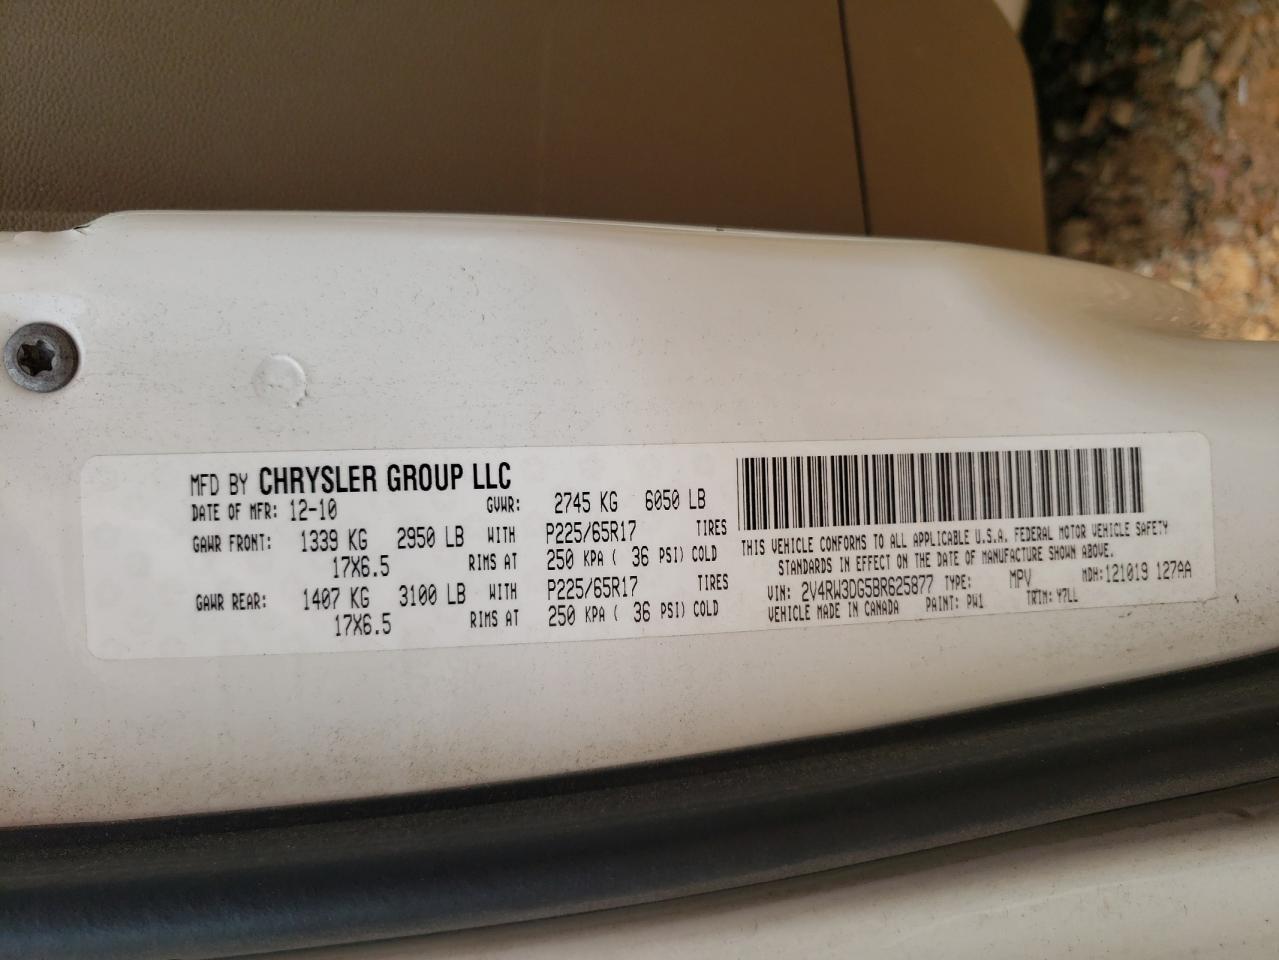 MFD BY CHRYSLER GROUP LLC
DATE OF MFR: 12-10 GVWR: 2745 KG 6050 LB
GAWR FRONT: 1339 KG 2950 LB WITH P225/65R17 TIRES
17X6.5 RIMS AT 250 KPA ( 36 PSI) COLD
GAWR REAR: 1407 KG 3100 LB WITH P225/65R17 TIRES
17X6.5 RIMS AT 250 KPA ( 36 PSI) COLD
THIS VEHICLE CONFORMS TO ALL APPLICABLE U.S.A. FEDERAL MOTOR VEHICLE SAFETY
STANDARDS IN EFFECT ON THE DATE OF MANUFACTURE SHOWN ABOVE.
VIN: 2V4RW3DG5BR625877 TYPE: MPV MDH:121019 127AA
VEHICLE MADE IN CANADA PAINT: PW1 TRIM: Y7LL